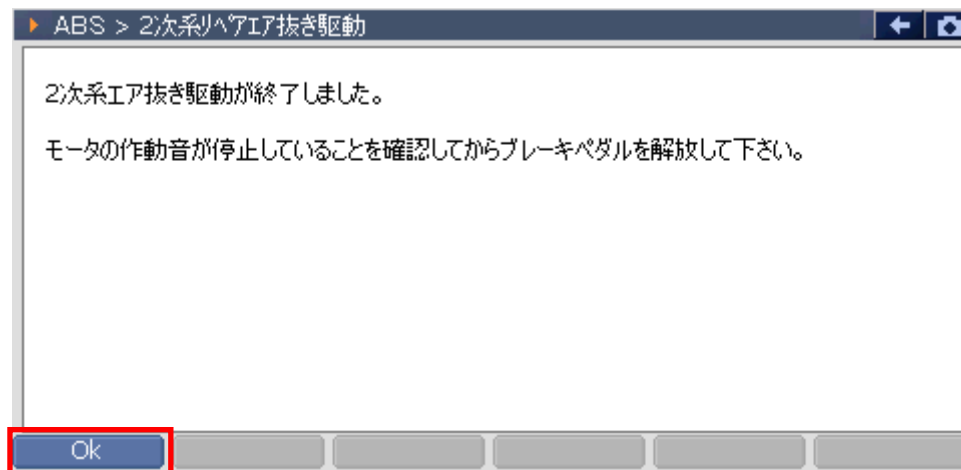 ABS > 2次系リペアエア抜き駆動
2次系エア抜き駆動が終了しました。
モータの作動音が停止していることを確認してからブレーキペダルを解放して下さい。
Ok